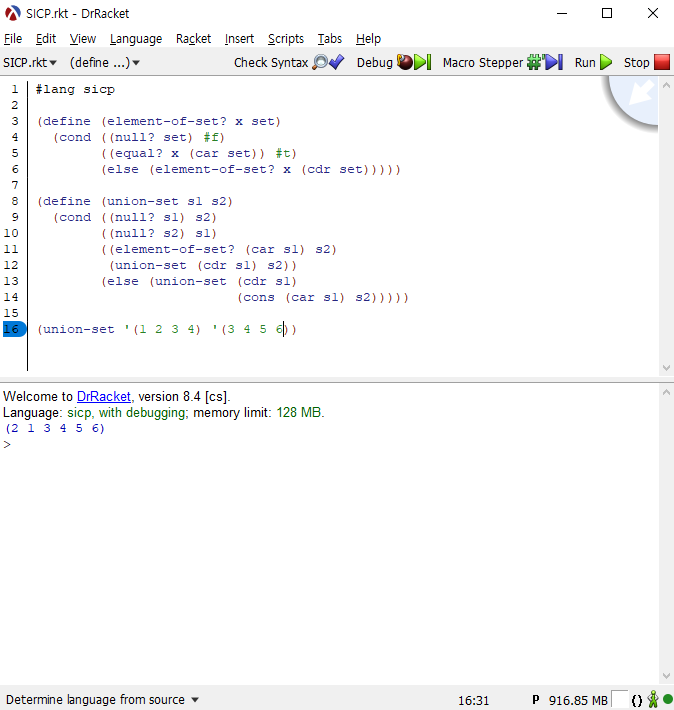 SICP.rkt - DrRacket
File Edit View Language Racket Insert Scripts Tabs Help
SICP.rkt▾ (define ...)▾ Check Syntax Debug Macro Stepper Run Stop
1 #lang sicp
2
3 (define (element-of-set? x set)
4   (cond ((null? set) #f)
5         ((equal? x (car set)) #t)
6         (else (element-of-set? x (cdr set)))))
7
8 (define (union-set s1 s2)
9   (cond ((null? s1) s2)
10         ((null? s2) s1)
11         ((element-of-set? (car s1) s2)
12          (union-set (cdr s1) s2))
13         (else (union-set (cdr s1)
14                          (cons (car s1) s2)))))
15
16 (union-set '(1 2 3 4) '(3 4 5 6))
Welcome to DrRacket, version 8.4 [cs].
Language: sicp, with debugging; memory limit: 128 MB.
(2 1 3 4 5 6)
>
Determine language from source ▾ 16:31 P 916.85 MB ()